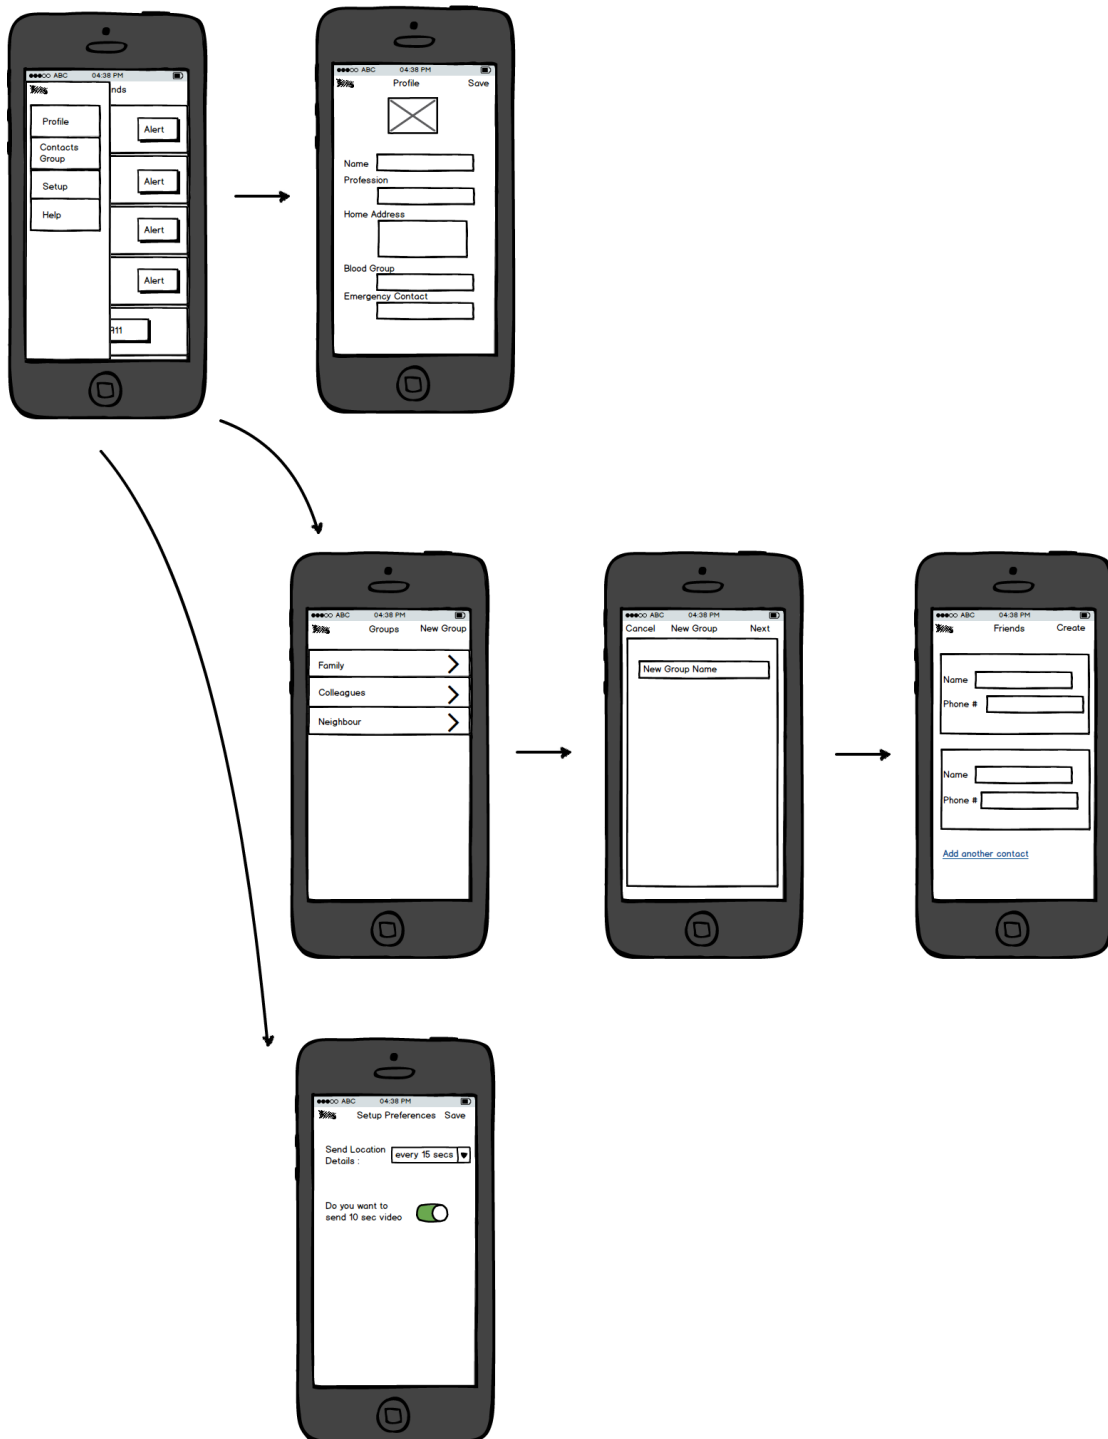 ABC 04:38 PM
nds
Profile
Contacts
Group
Setup
Help
Alert
Alert
Alert
Alert
911
ABC 04:38 PM
Profile Save
Name
Profession
Home Address
Blood Group
Emergency Contact
ABC 04:38 PM
Groups New Group
Family
Colleagues
Neighbour
ABC 04:38 PM
Cancel New Group Next
New Group Name
ABC 04:38 PM
Friends Create
Name
Phone #
Name
Phone #
Add another contact
ABC 04:38 PM
Setup Preferences Save
Send Location
Details :
every 15 secs
Do you want to
send 10 sec video